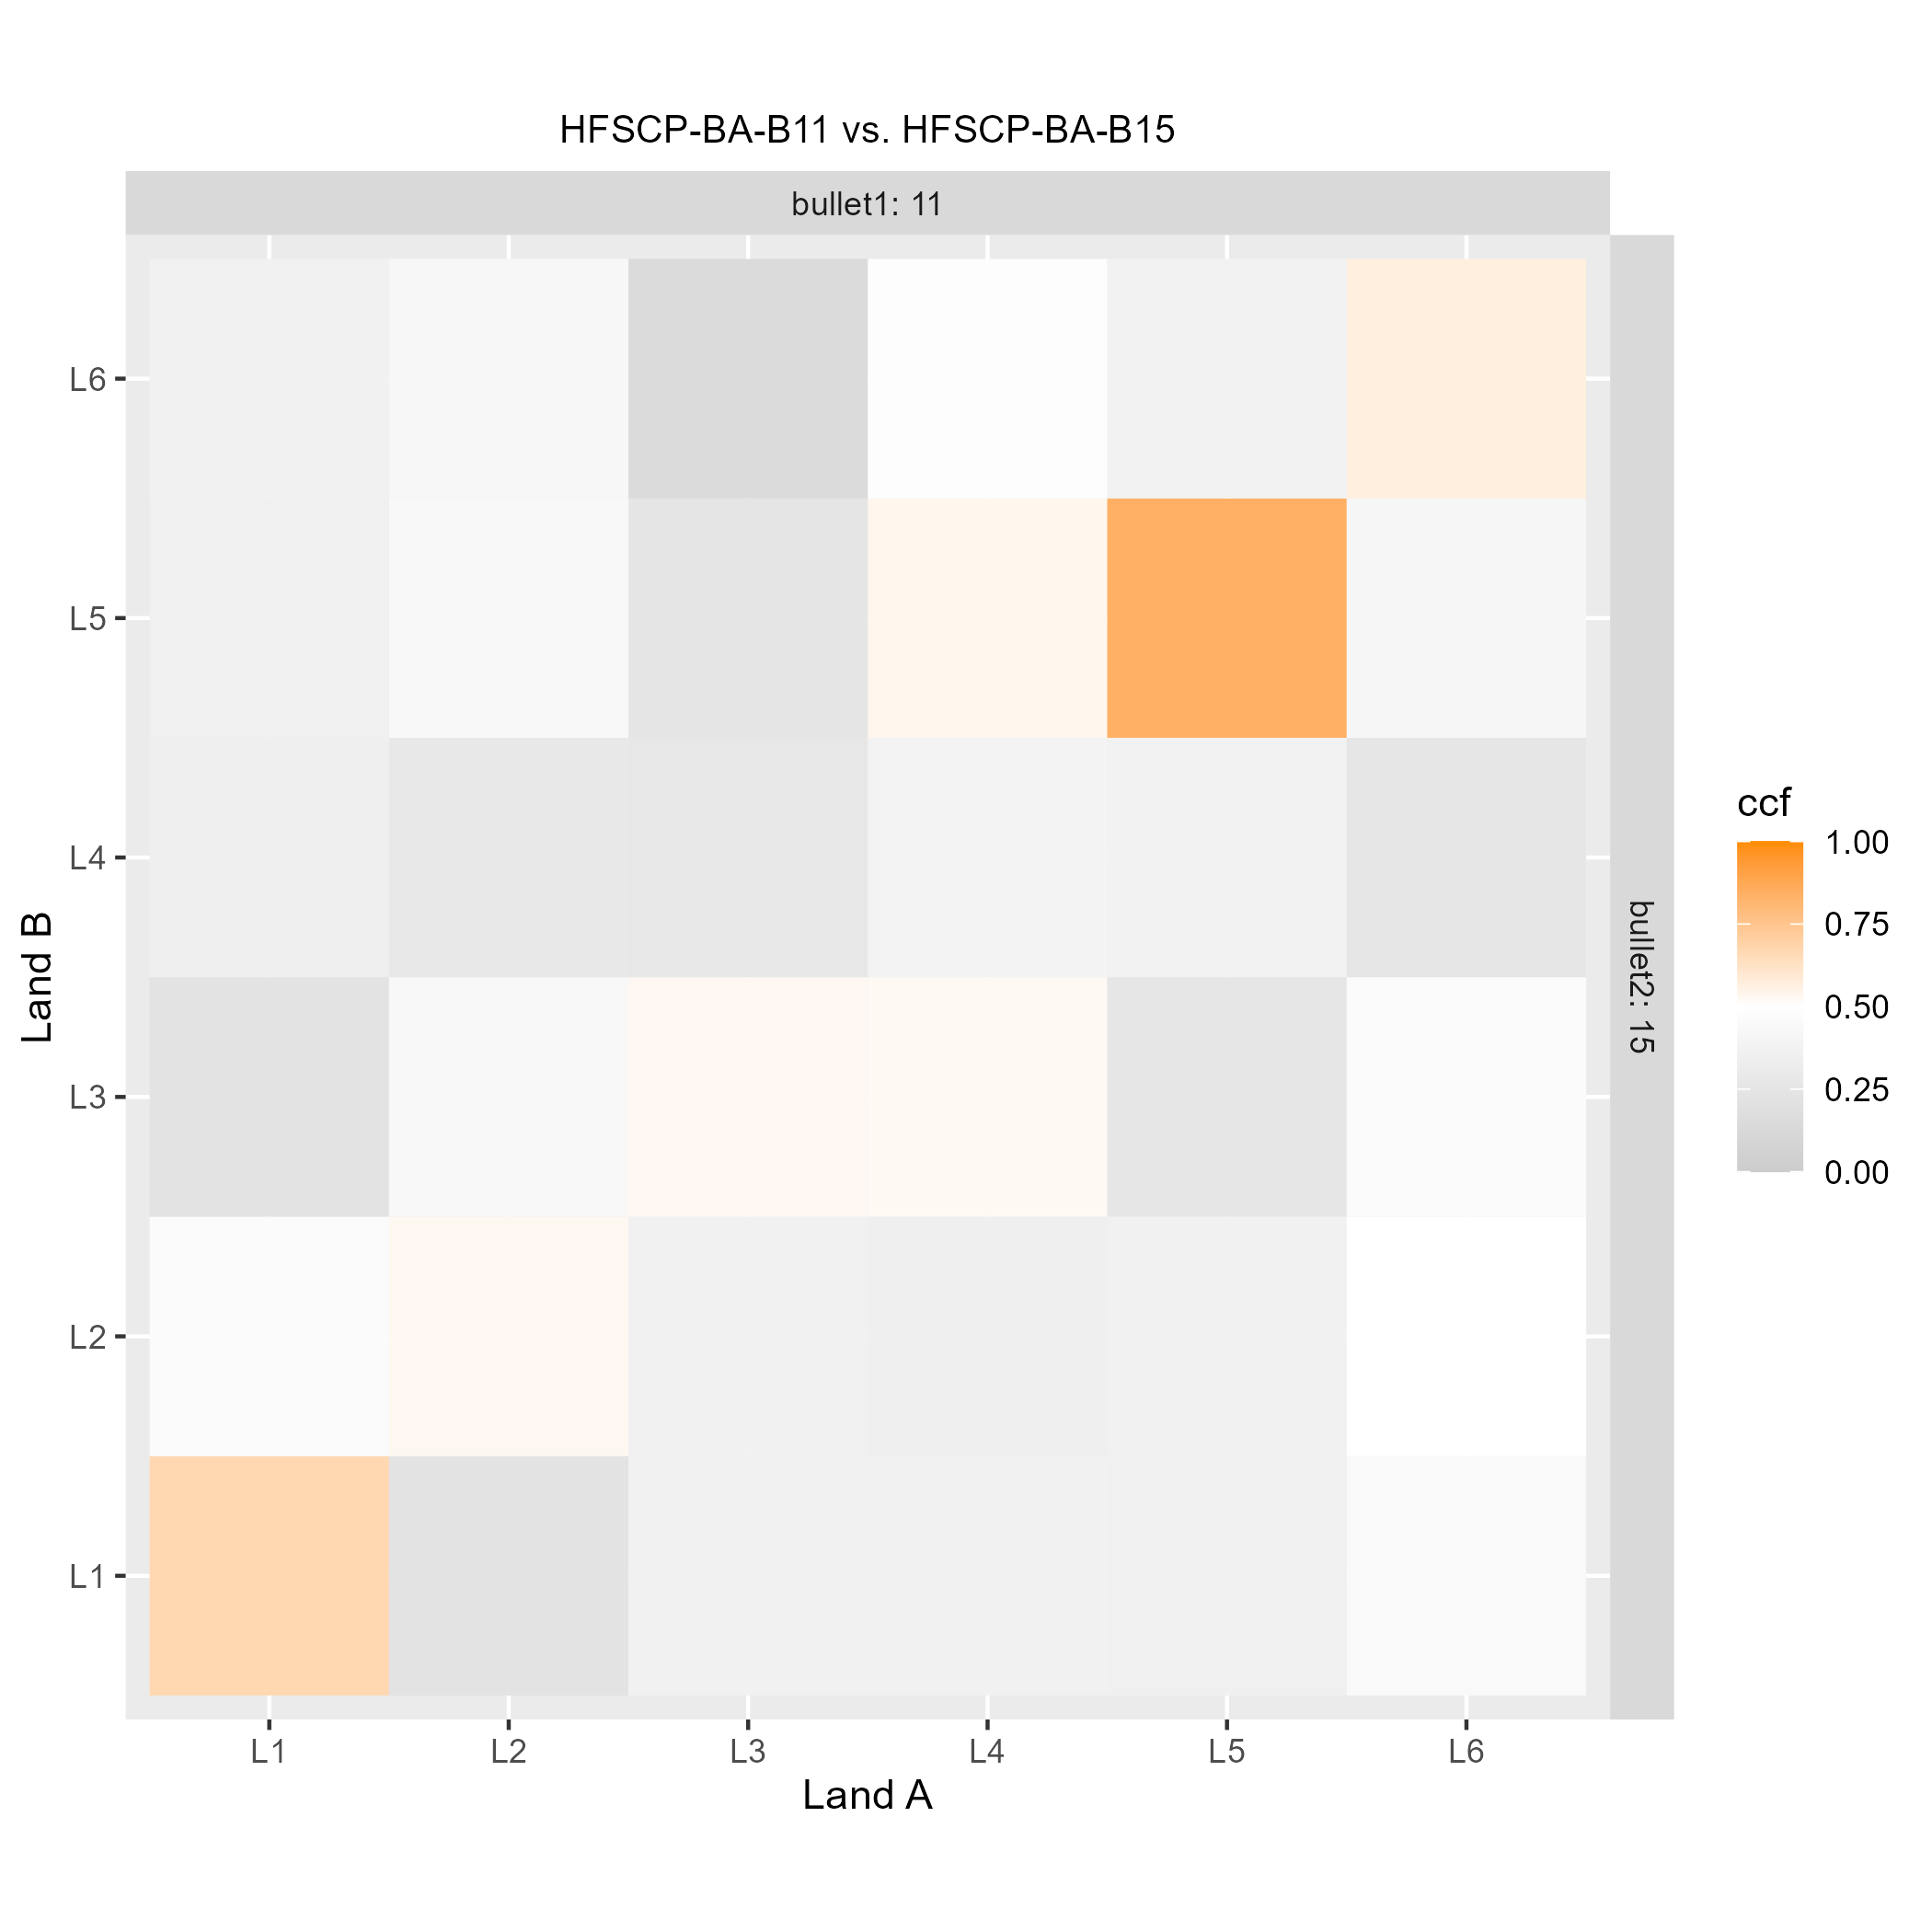 HFSCP-BA-B11 vs. HFSCP-BA-B15
bullet1: 11
L6
L5
L4
L3
L2
L1
Land B
bullet2: 15
ccf
1.00
0.75
0.50
0.25
0.00
L1 L2 L3 L4 L5 L6
Land A